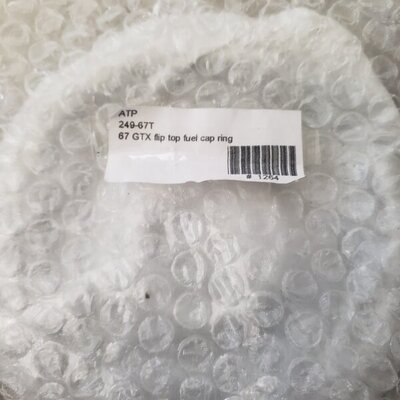 ATP
249-67T
67 GTX flip top fuel cap ring
# 1264